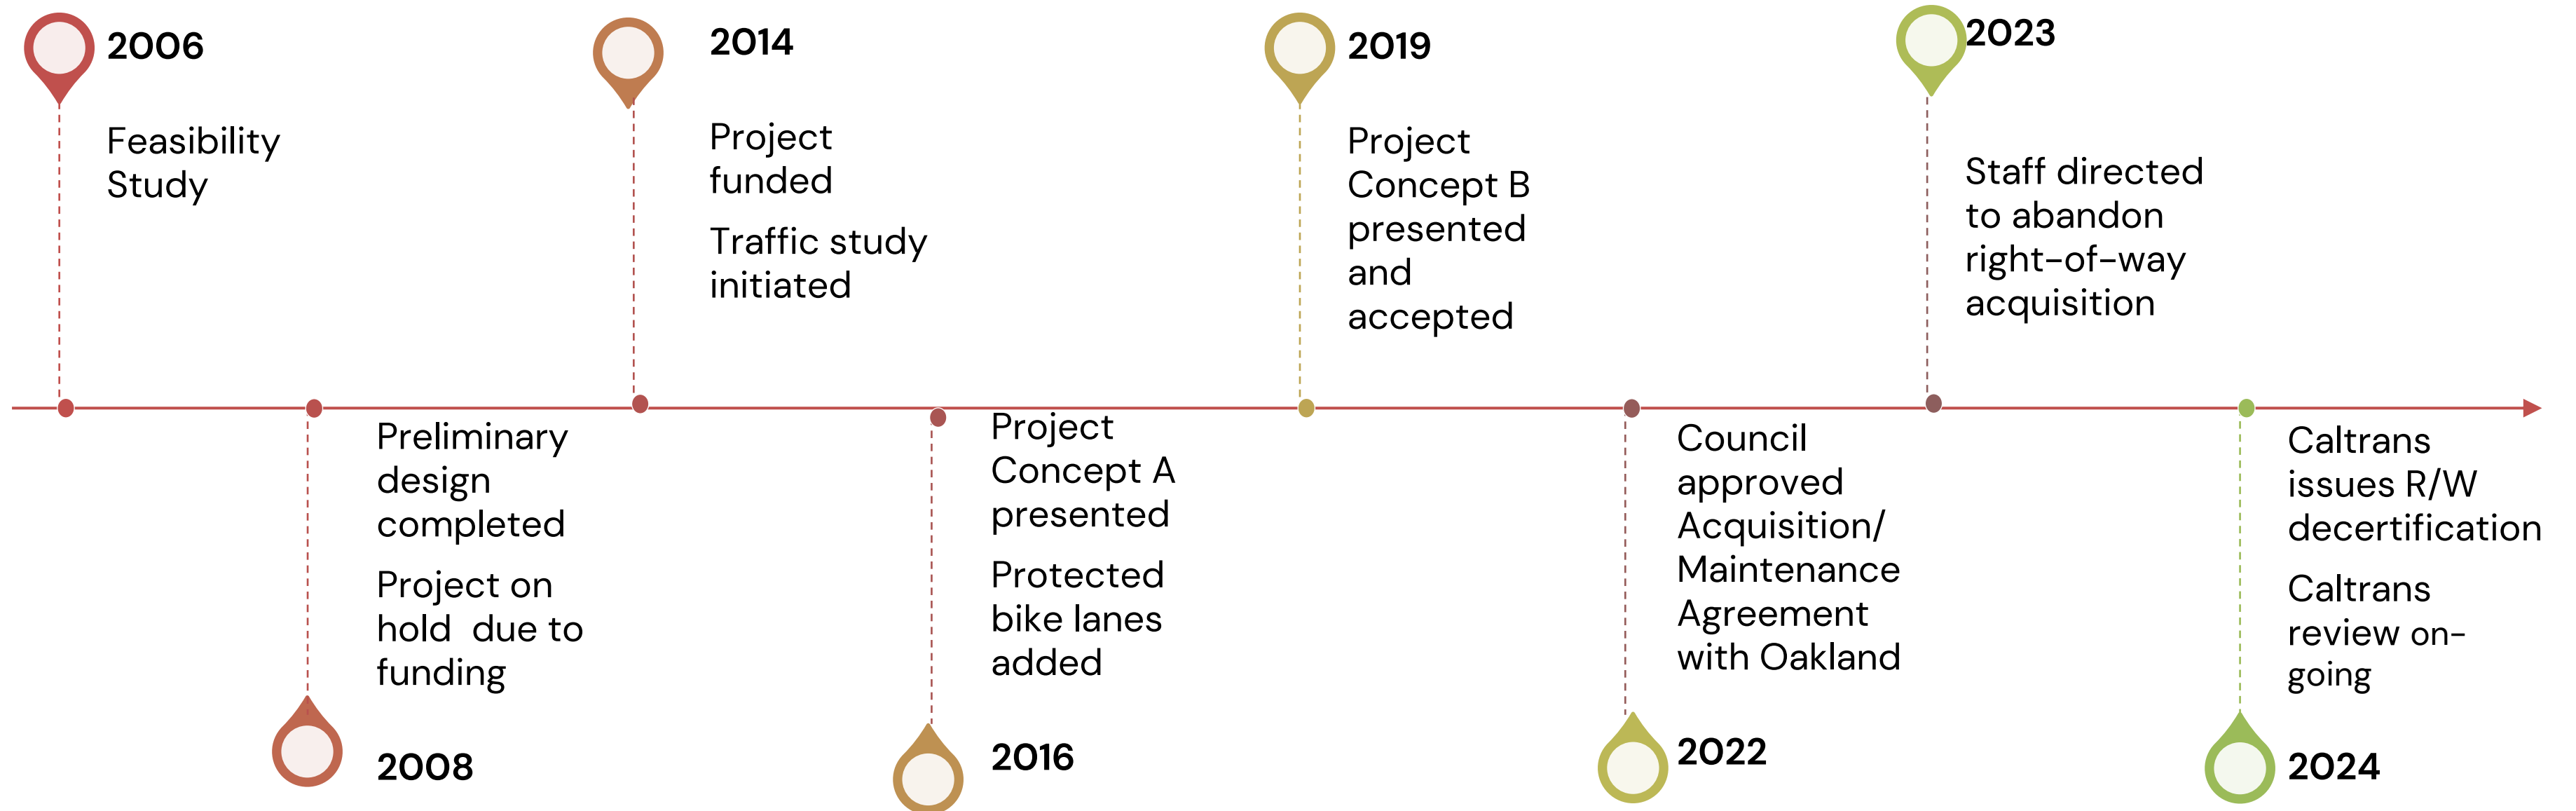 2006
Feasibility
Study
2008
Preliminary
design
completed
Project on
hold  due to
funding
2014
Project
funded
Traffic study
initiated
2016
Project
Concept A
presented
Protected
bike lanes
added
2019
Project
Concept B
presented
and
accepted
2022
Council
approved
Acquisition/
Maintenance
Agreement
with Oakland
2023
Staff directed
to abandon
right-of-way
acquisition
2024
Caltrans
issues R/W
decertification
Caltrans
review on-
going